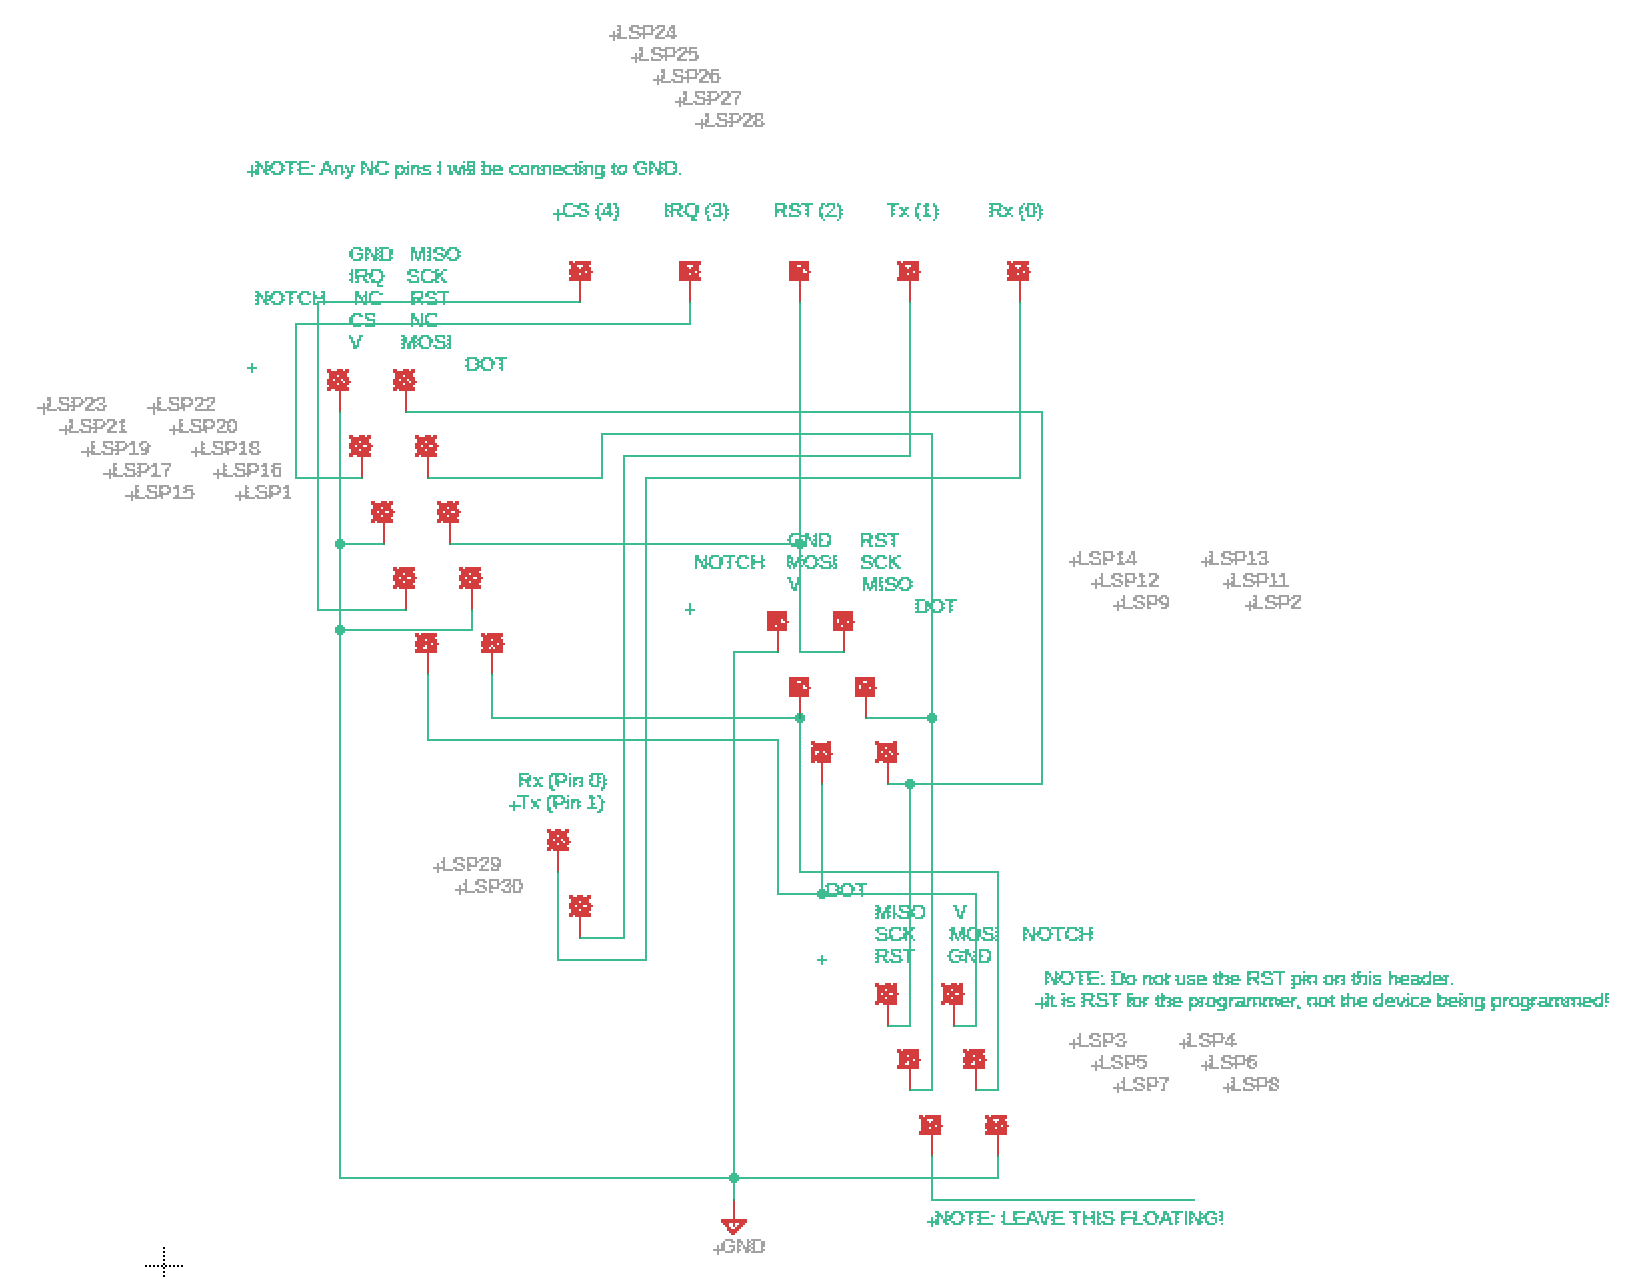 +LSP24
+LSP25
+LSP26
+LSP27
+LSP28
+NOTE: Any NC pins I will be connecting to GND.
+CS (4) IRQ (3) RST (2) Tx (1) Rx (0)
GND MISO
IRQ SCK
NOTCH NC RST
CS NC
V MOSI
DOT
+LSP23 +LSP22
+LSP21 +LSP20
+LSP19 +LSP18
+LSP17 +LSP16
+LSP15 +LSP1
GND RST
NOTCH MOSI SCK
V MISO
DOT
+LSP14 +LSP13
+LSP12 +LSP11
+LSP9 +LSP2
Rx (Pin 0)
+Tx (Pin 1)
+LSP29
+LSP30
DOT
MISO V
SCK MOSI NOTCH
RST GND
NOTE: Do not use the RST pin on this header.
+It is RST for the programmer, not the device being programmed!
+LSP3 +LSP4
+LSP5 +LSP6
+LSP7 +LSP8
+NOTE: LEAVE THIS FLOATING!
+GND